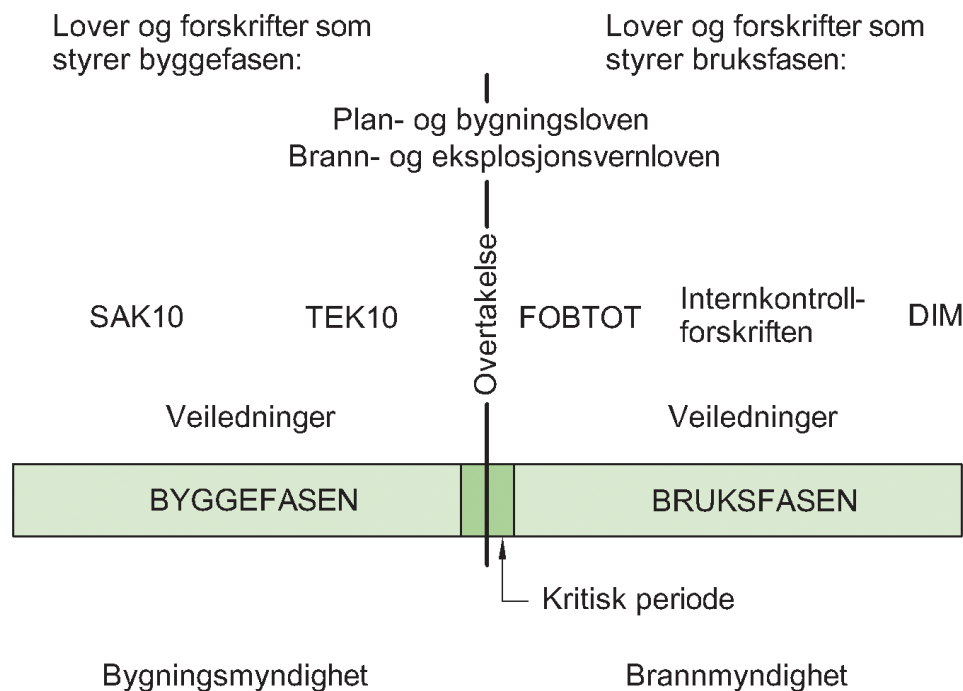 Lover og forskrifter som
styrer byggefasen:
Lover og forskrifter som
styrer bruksfasen:
Plan- og bygningsloven
Brann- og eksplosjonsvernloven
Overtakelse
SAK10
TEK10
FOBTOT
Internkontroll-
forskriften
DIM
Veiledninger
Veiledninger
BYGGEFASEN
BRUKSFASEN
Kritisk periode
Bygningsmyndighet
Brannmyndighet